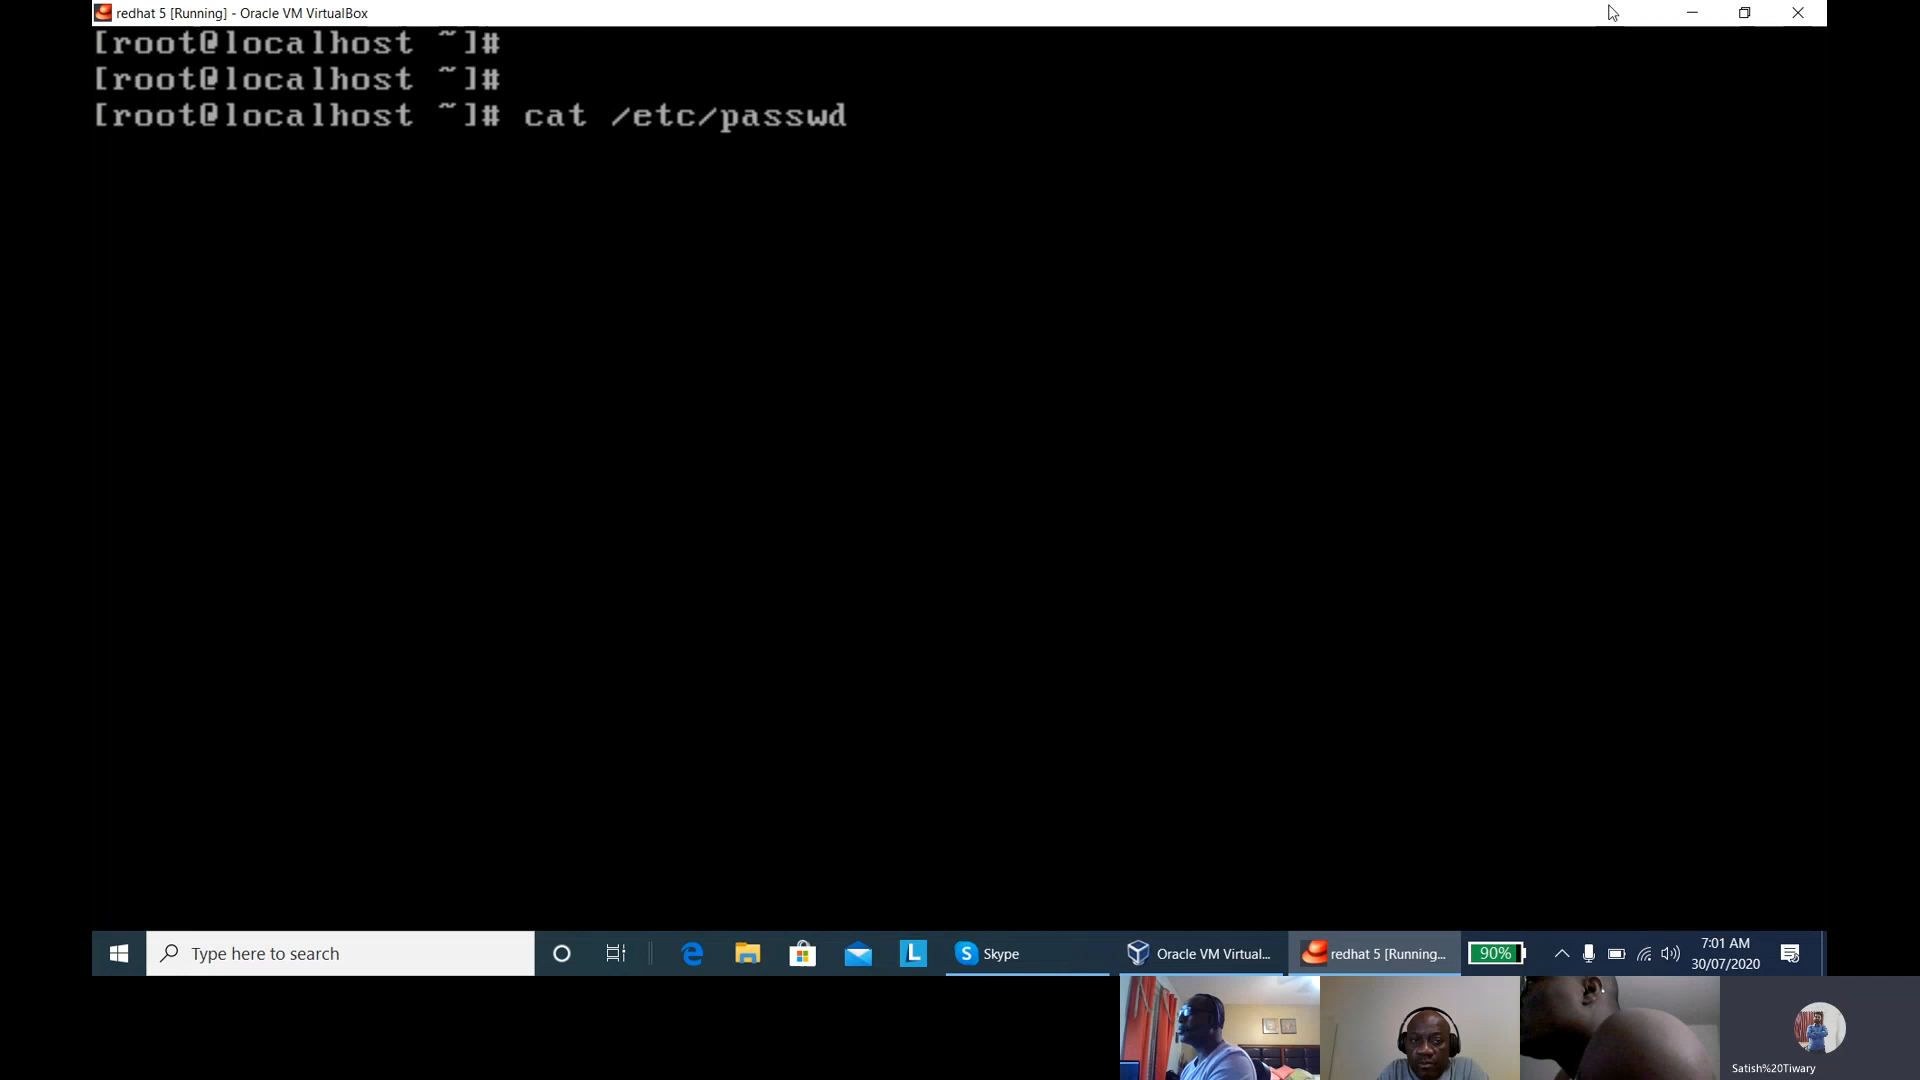 redhat 5 [Running] - Oracle VM VirtualBox
[root@localhost ~]#
[root@localhost ~]#
[root@localhost ~]# cat /etc/passwd
Type here to search
L
S Skype
Oracle VM Virtual...
redhat 5 [Running...
90%
7:01 AM
30/07/2020
Satish%20Tiwary